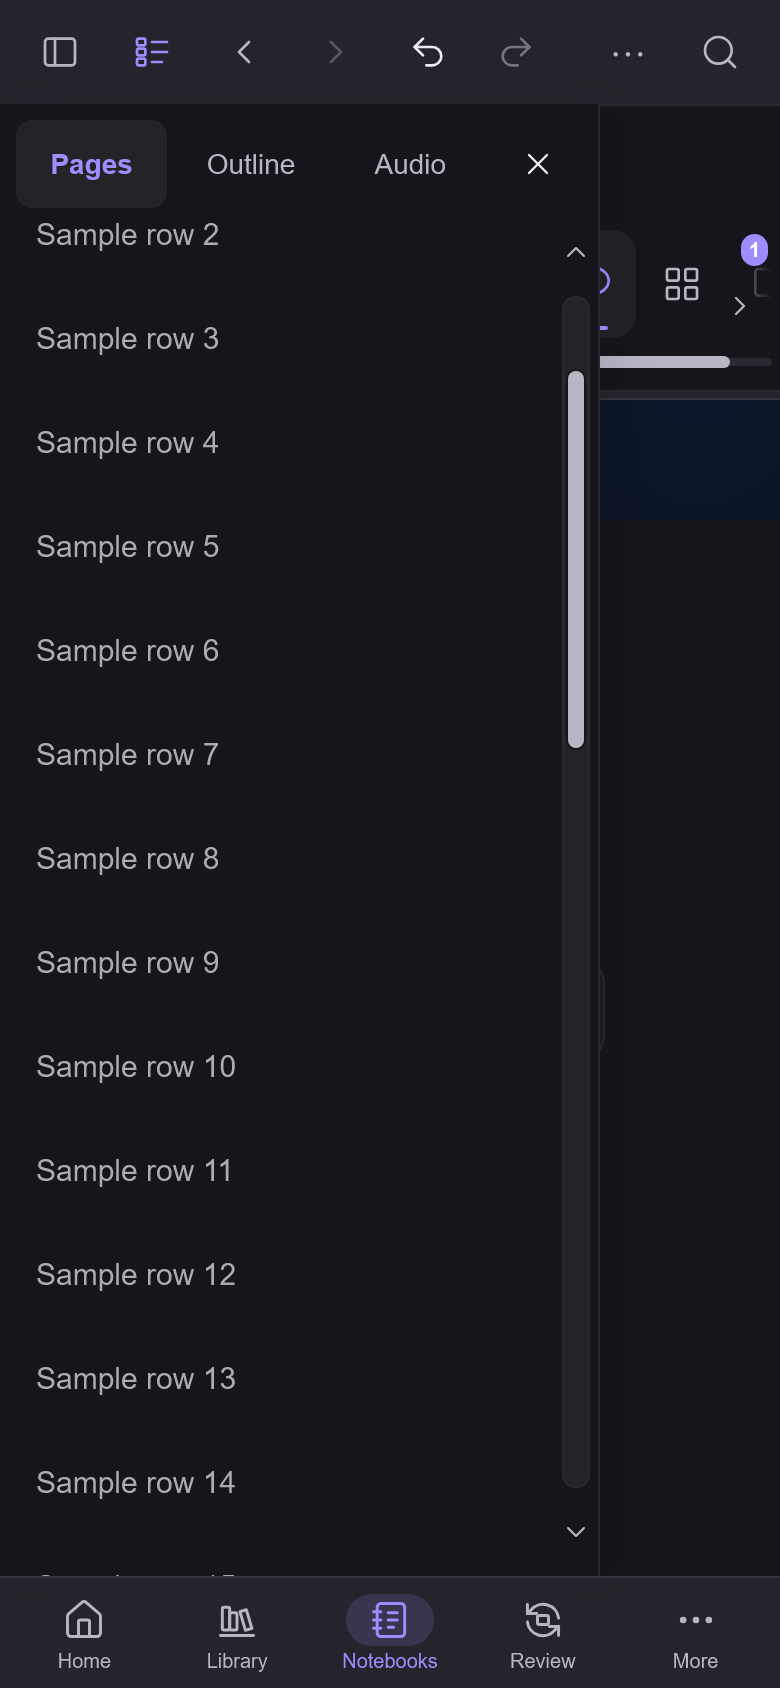 Pages Outline Audio
1
Sample row 2
Sample row 3
Sample row 4
Sample row 5
Sample row 6
Sample row 7
Sample row 8
Sample row 9
Sample row 10
Sample row 11
Sample row 12
Sample row 13
Sample row 14
Home Library Notebooks Review More